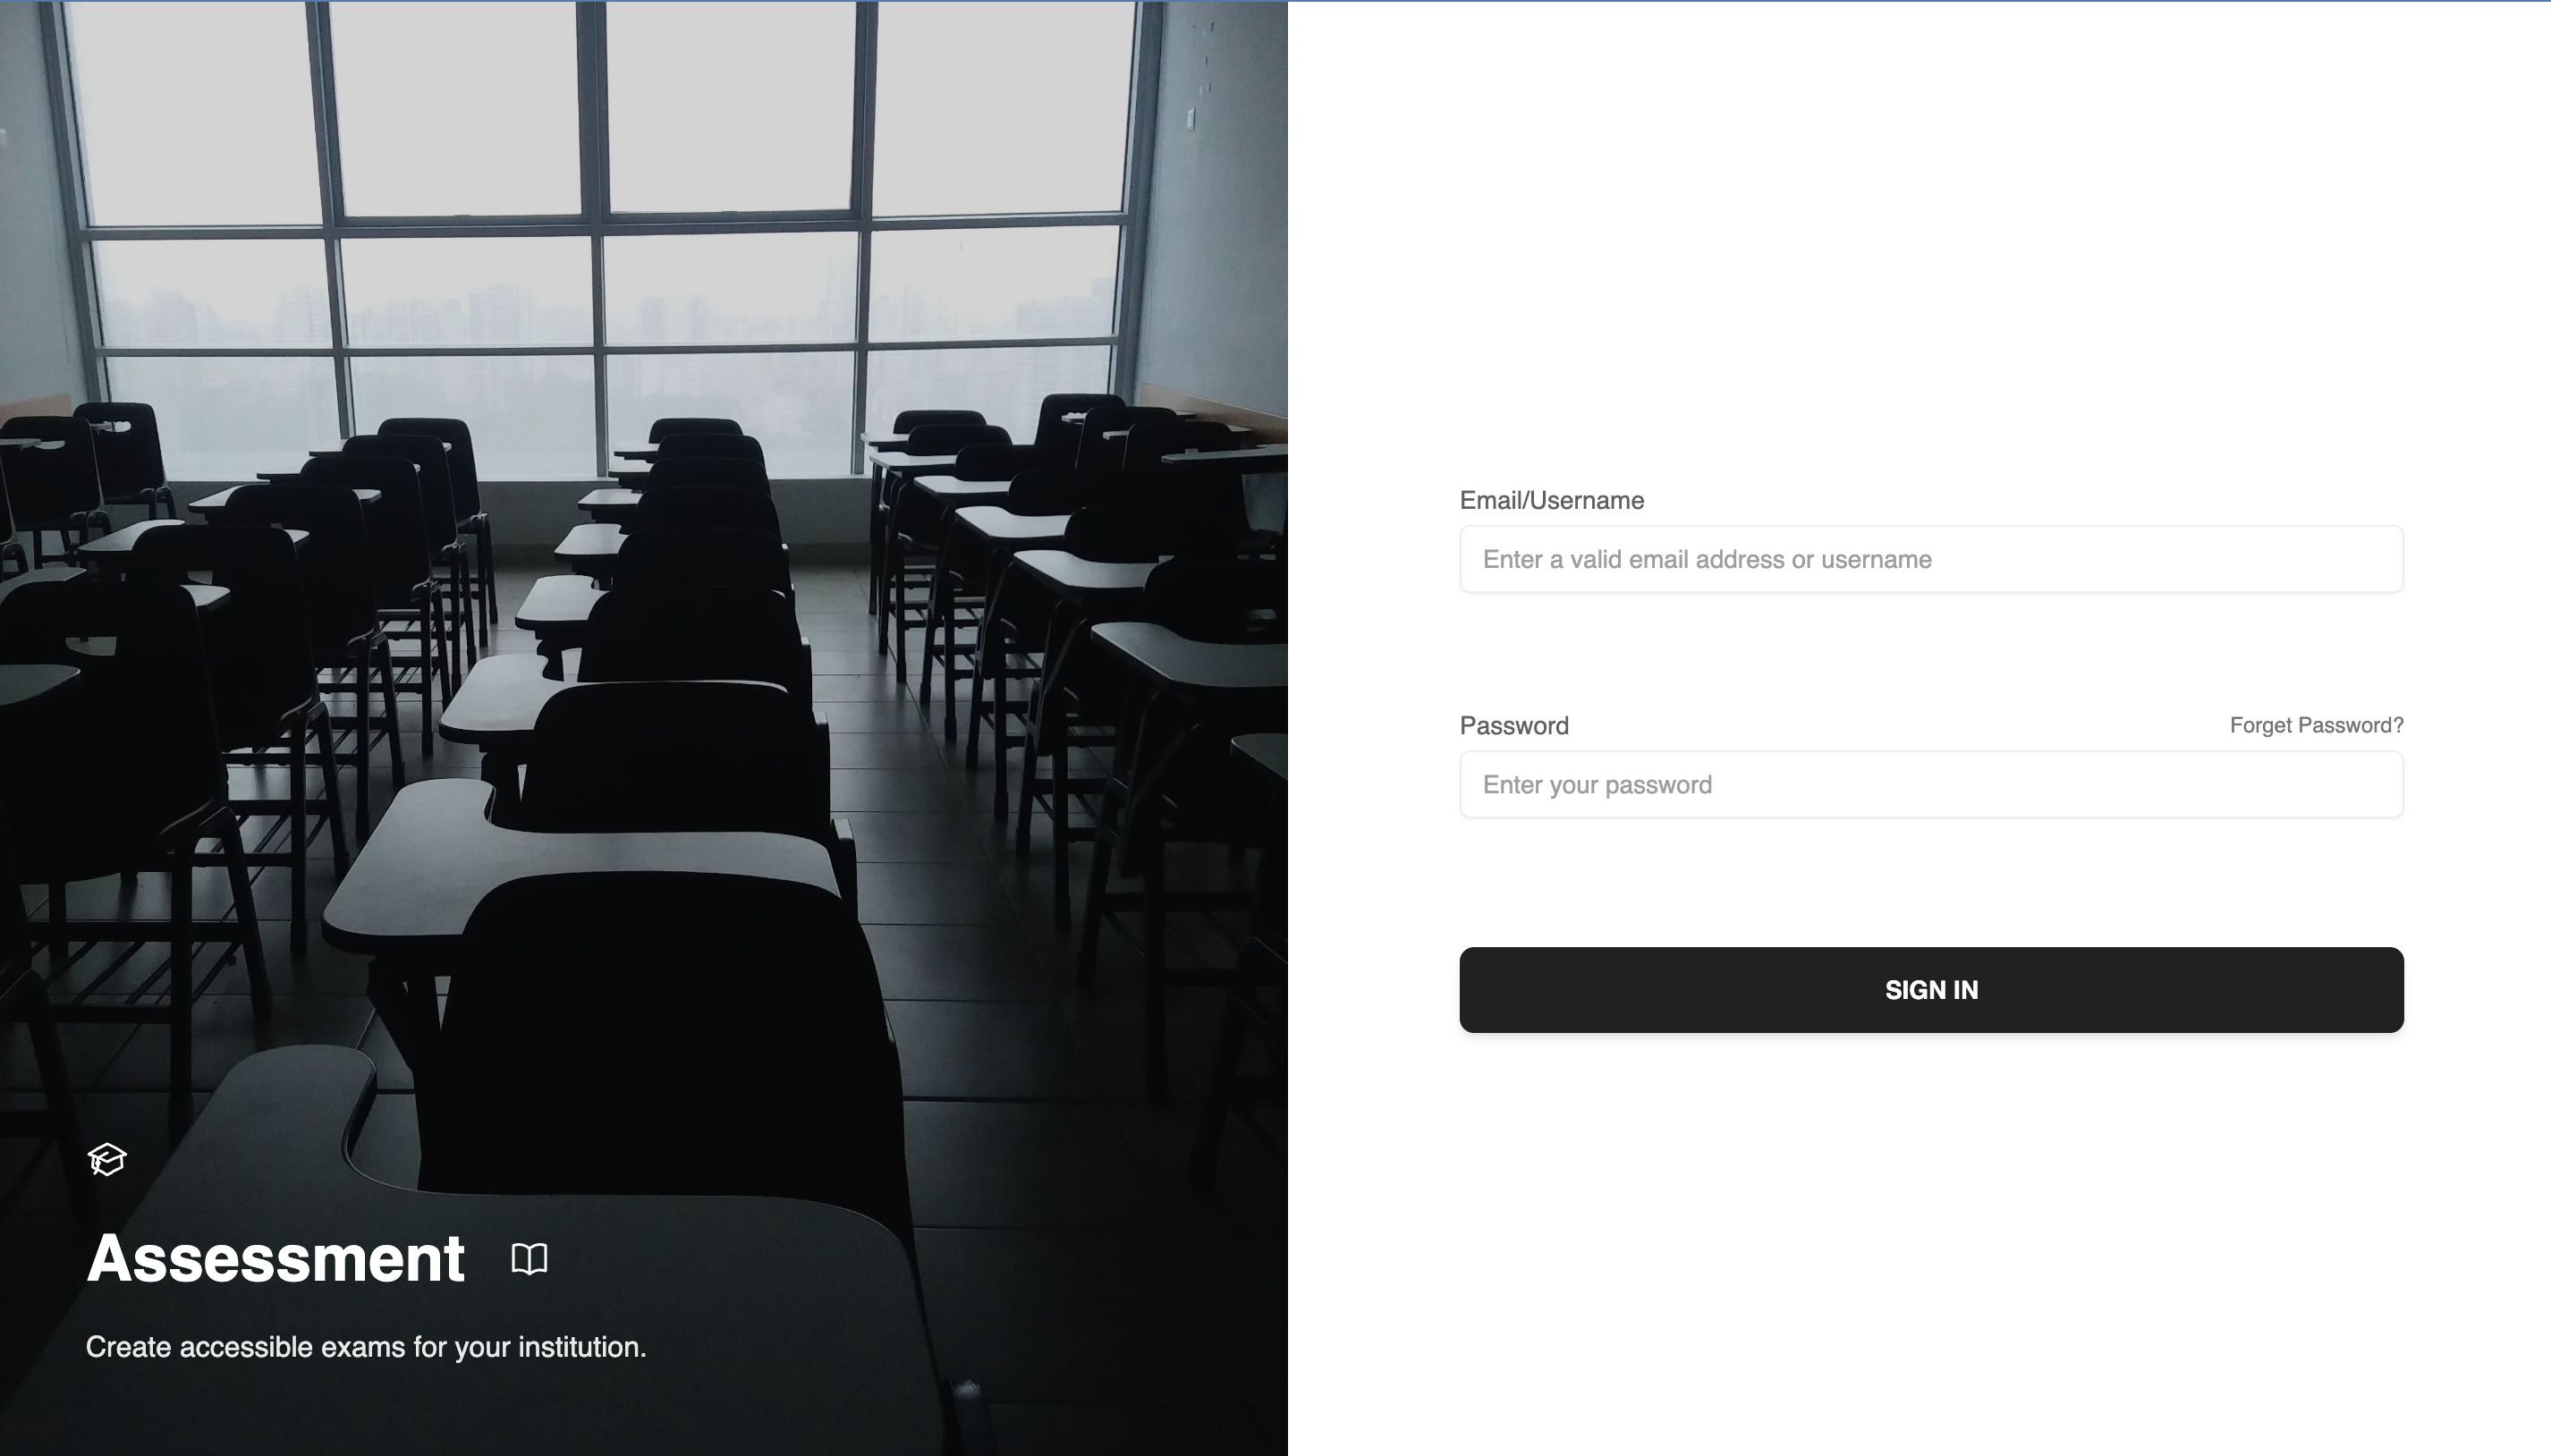 Assessment
Create accessible exams for your institution.
Email/Username
Enter a valid email address or username
Password
Forget Password?
Enter your password
SIGN IN